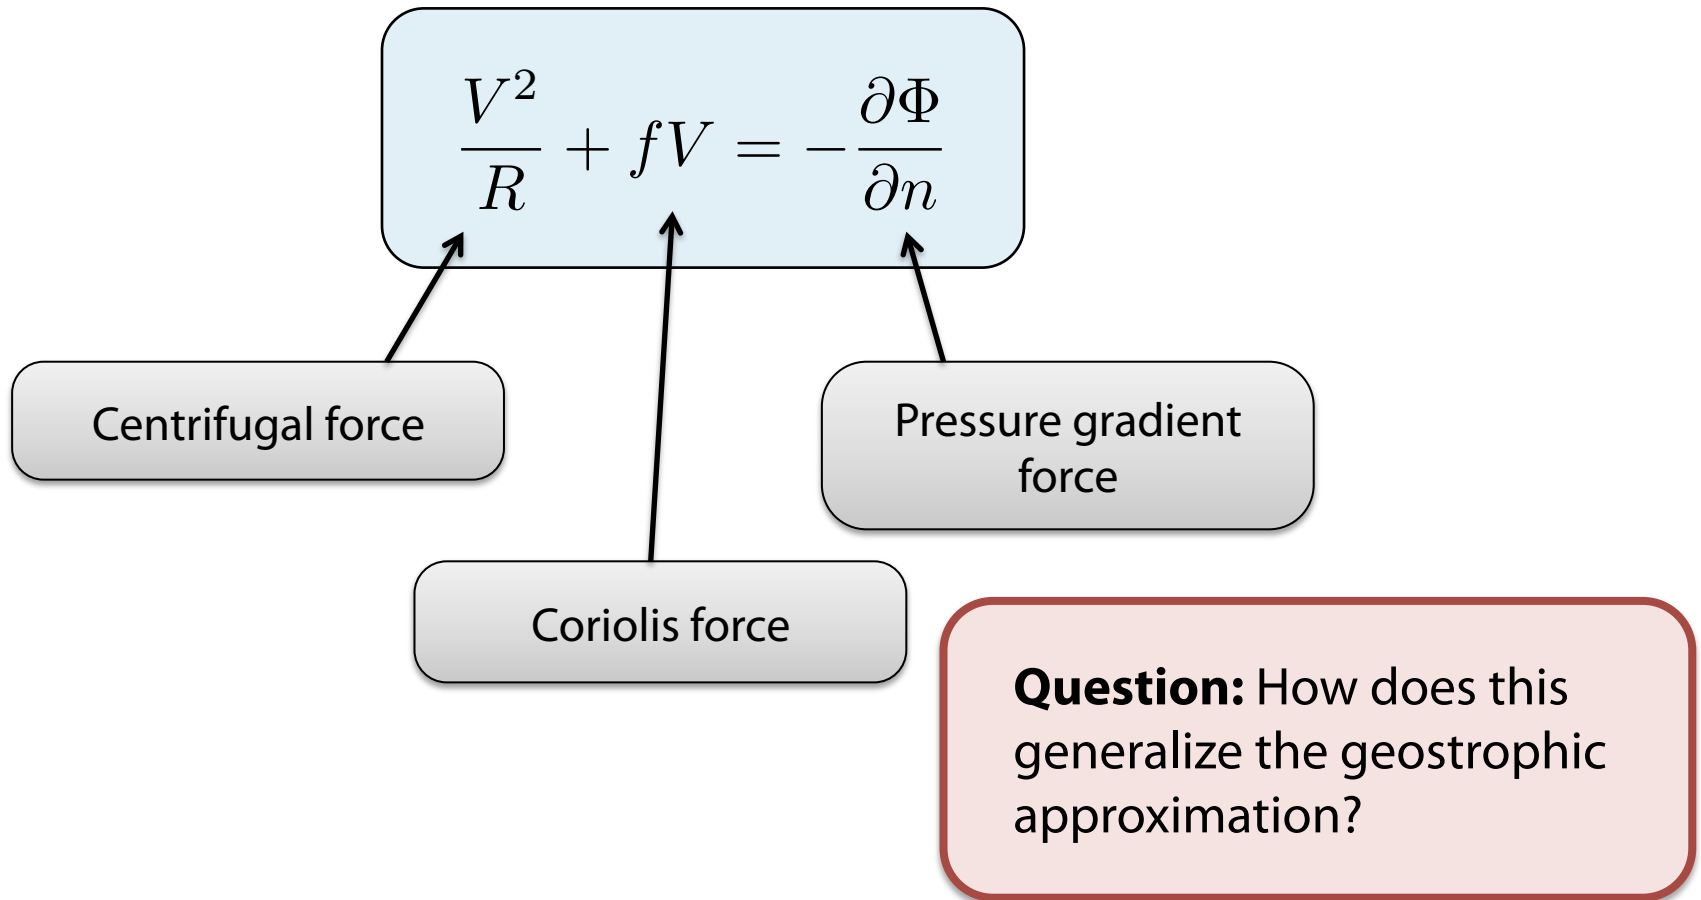 V²/R + fV = −∂Φ/∂n
Centrifugal force
Pressure gradient
force
Coriolis force
Question: How does this
generalize the geostrophic
approximation?